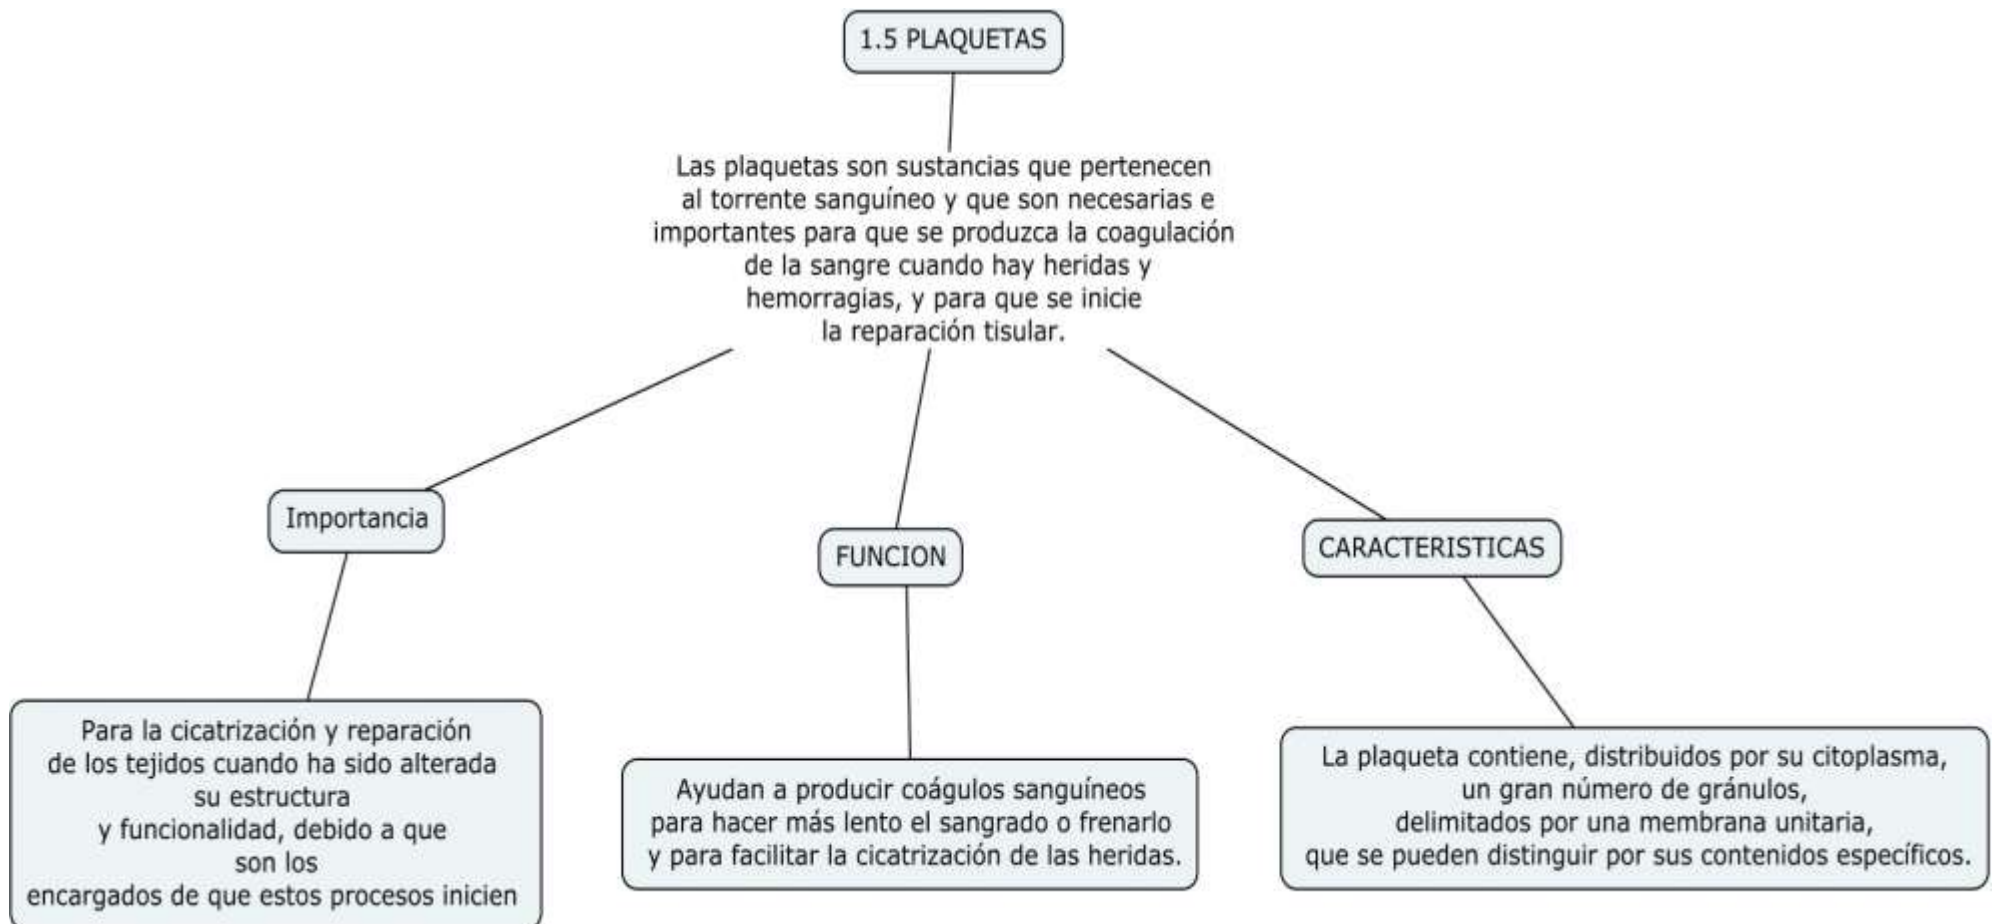 1.5 PLAQUETAS
Las plaquetas son sustancias que pertenecen
al torrente sanguíneo y que son necesarias e
importantes para que se produzca la coagulación
de la sangre cuando hay heridas y
hemorragias, y para que se inicie
la reparación tisular.
Importancia
FUNCION
CARACTERISTICAS
Para la cicatrización y reparación
de los tejidos cuando ha sido alterada
su estructura
y funcionalidad, debido a que
son los
encargados de que estos procesos inicien
Ayudan a producir coágulos sanguíneos
para hacer más lento el sangrado o frenarlo
y para facilitar la cicatrización de las heridas.
La plaqueta contiene, distribuidos por su citoplasma,
un gran número de gránulos,
delimitados por una membrana unitaria,
que se pueden distinguir por sus contenidos específicos.